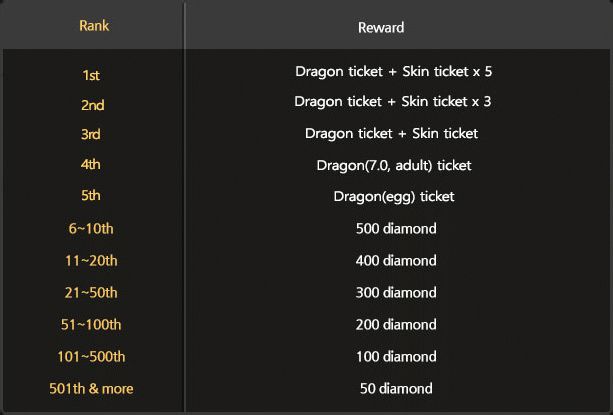 Rank Reward
1st Dragon ticket + Skin ticket x 5
2nd Dragon ticket + Skin ticket x 3
3rd Dragon ticket + Skin ticket
4th Dragon(7.0, adult) ticket
5th Dragon(egg) ticket
6~10th 500 diamond
11~20th 400 diamond
21~50th 300 diamond
51~100th 200 diamond
101~500th 100 diamond
501th & more 50 diamond